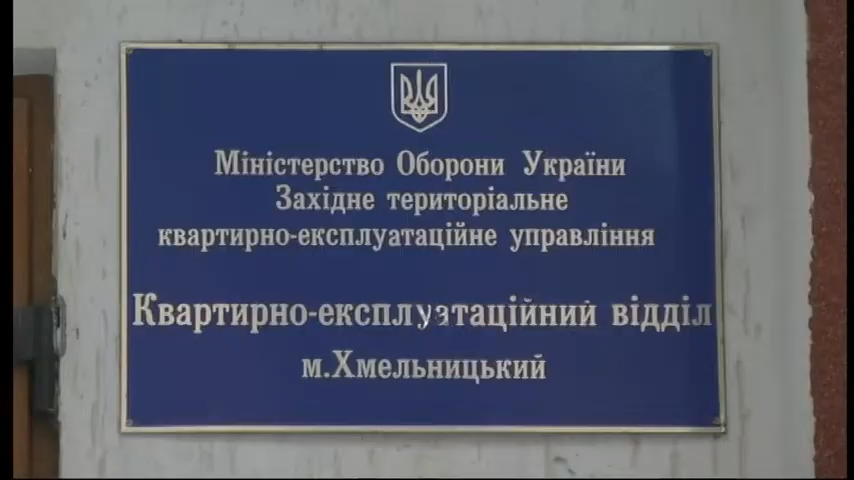 Міністерство Оборони України
Західне територіальне
квартирно-експлуатаційне управління
Квартирно-експлуатаційний відділ
м.Хмельницький